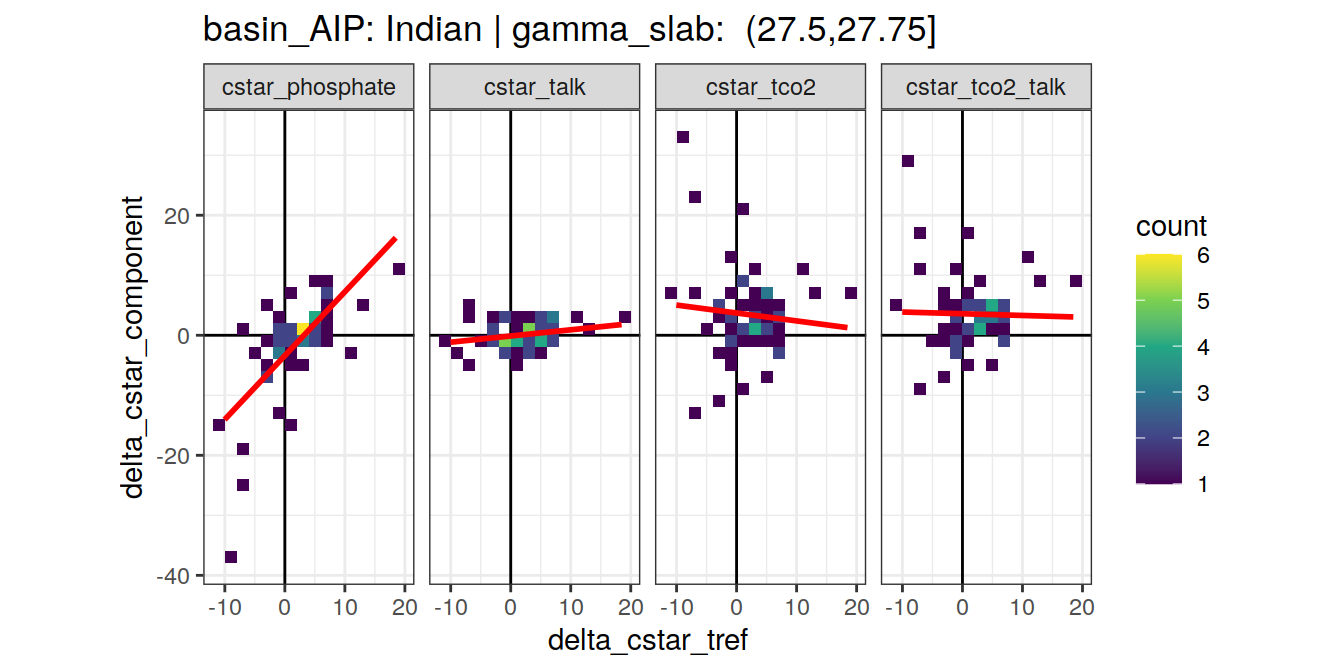 basin_AIP: Indian | gamma_slab:  (27.5,27.75]
cstar_phosphate
cstar_talk
cstar_tco2
cstar_tco2_talk
delta_cstar_component
20
0
-20
-40
-10 0 10 20
-10 0 10 20
-10 0 10 20
-10 0 10 20
delta_cstar_tref
count
6
5
4
3
2
1